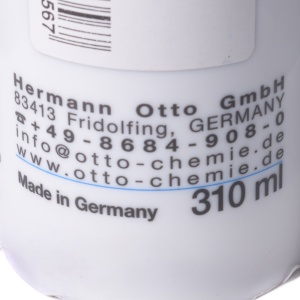 567
Hermann Otto GmbH
83413 Fridolfing, GERMANY
☎+49-8684-908-0
info@otto-chemie.de
www.otto-chemie.de
Made in Germany 310 ml